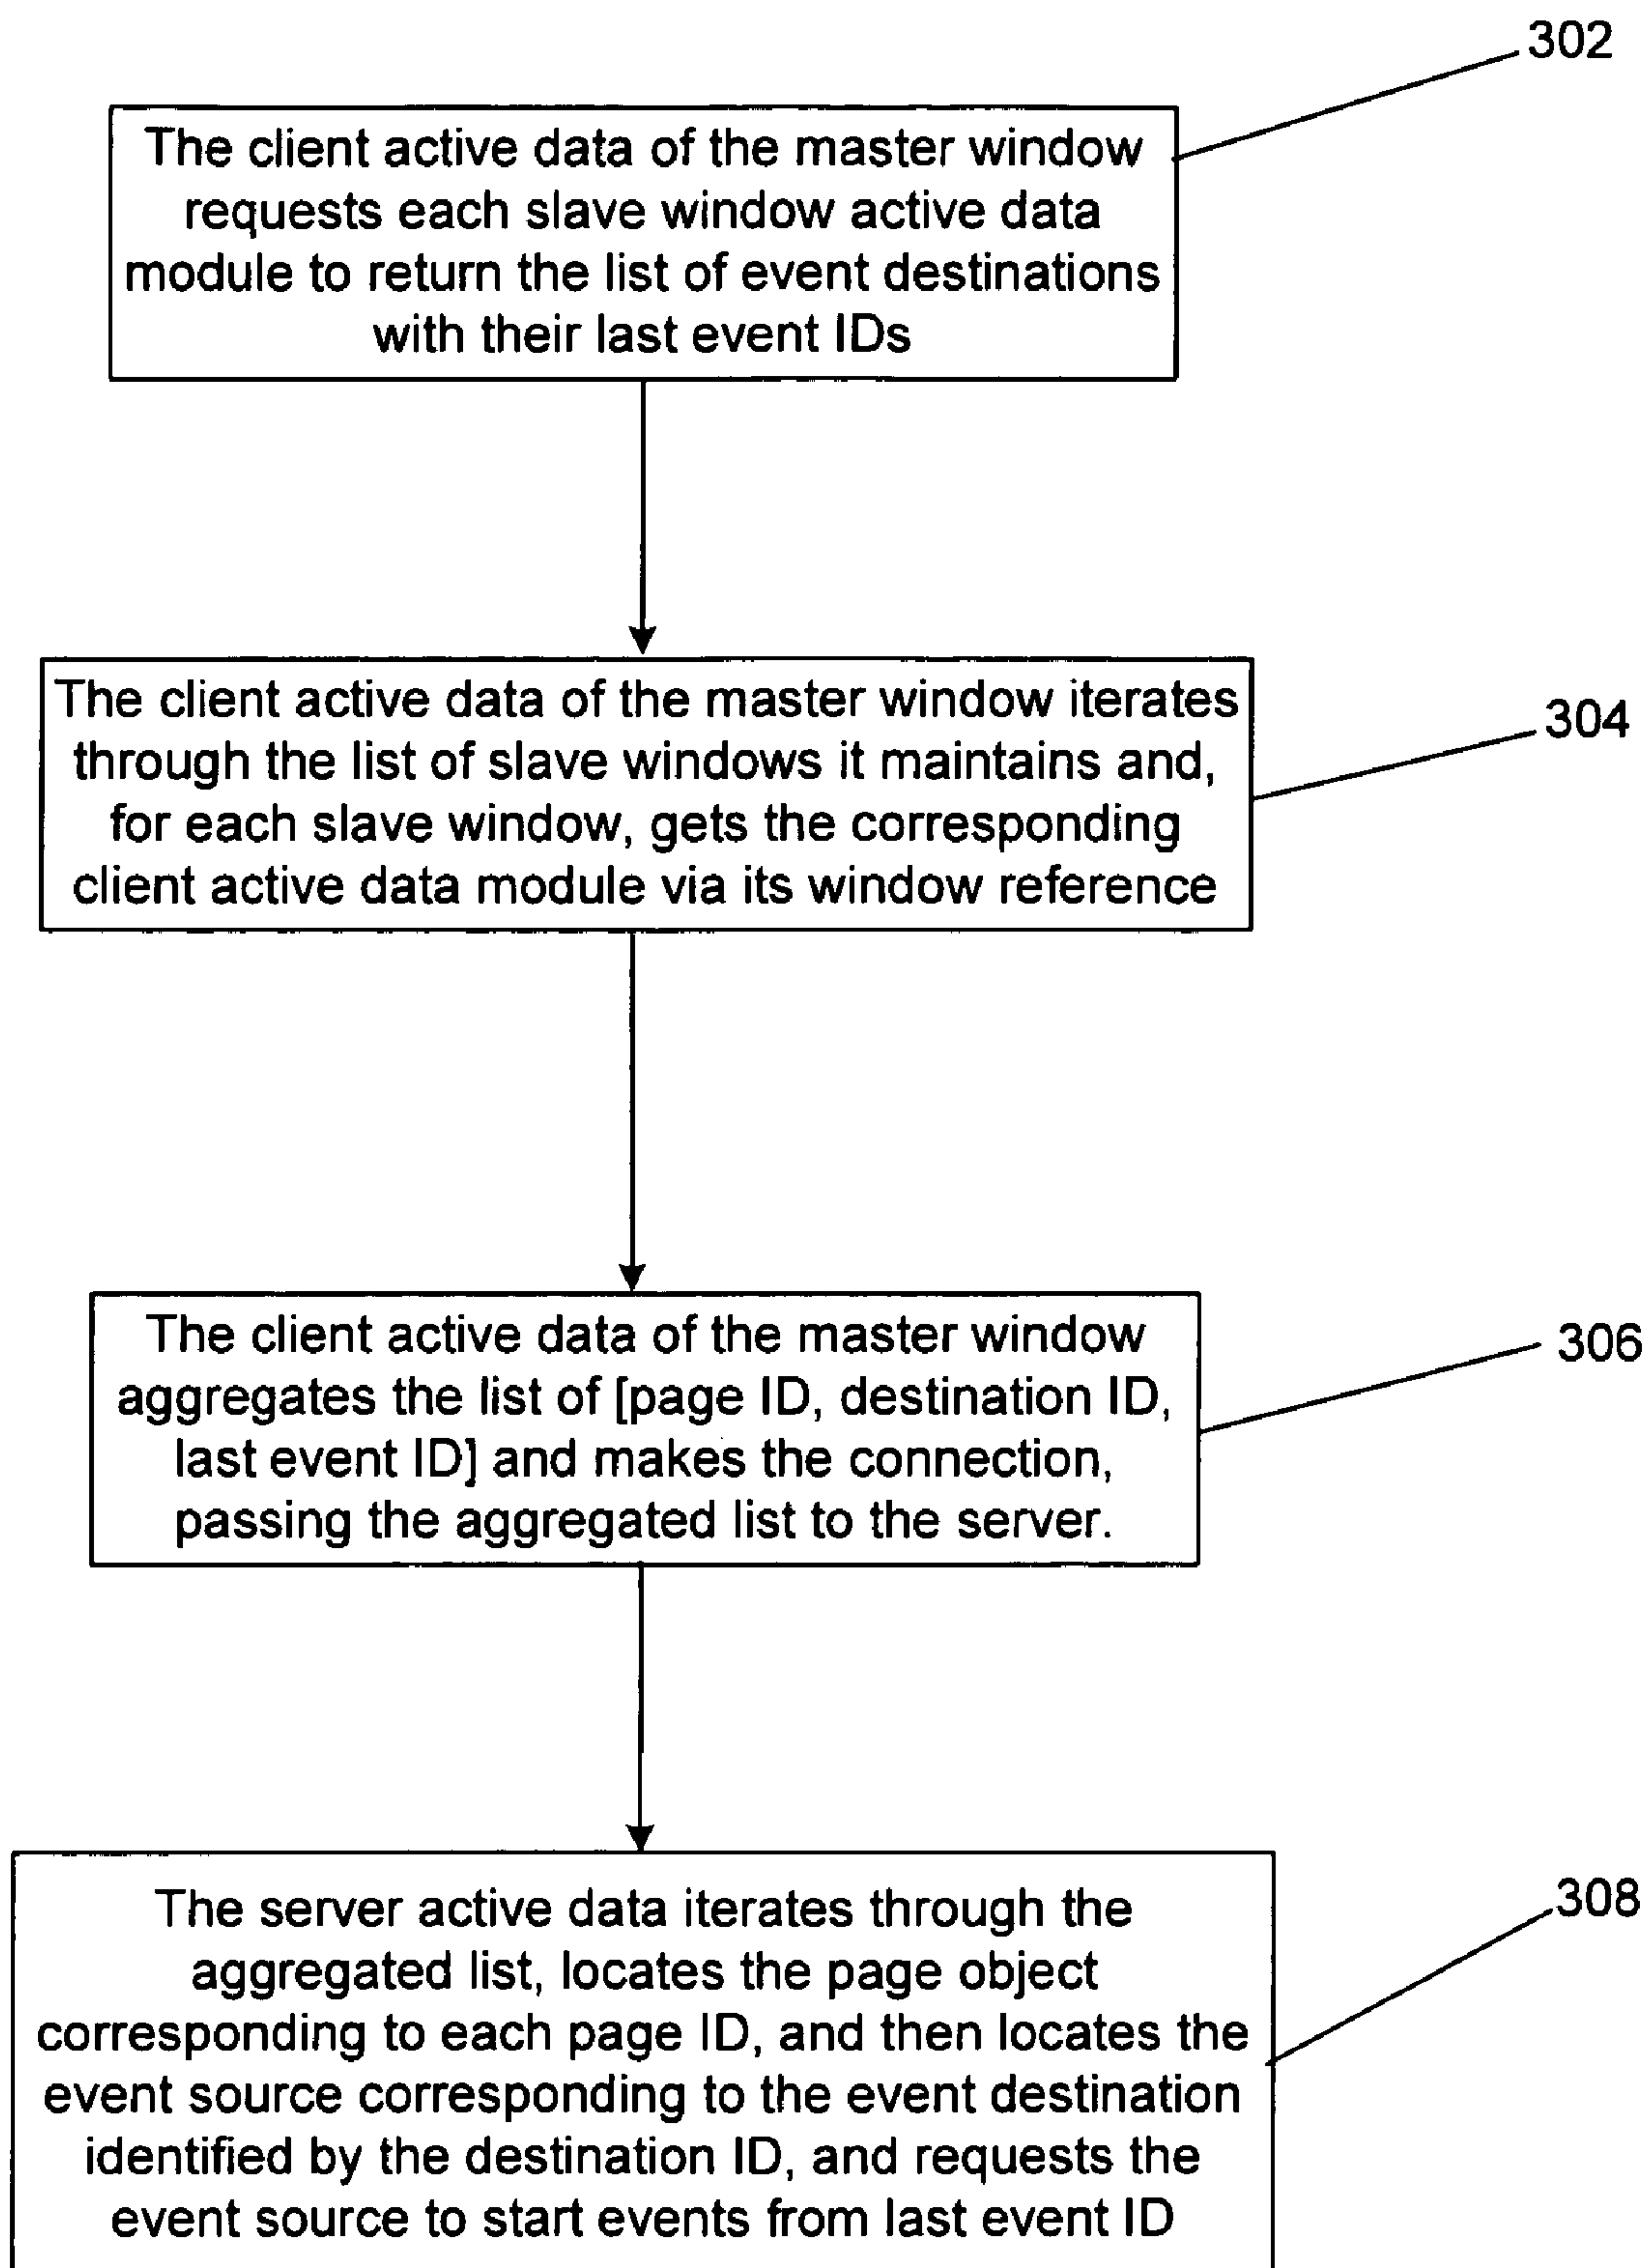 302
The client active data of the master window
requests each slave window active data
module to return the list of event destinations
with their last event IDs
The client active data of the master window iterates
through the list of slave windows it maintains and,
for each slave window, gets the corresponding
client active data module via its window reference
304
The client active data of the master window
aggregates the list of [page ID, destination ID,
last event ID] and makes the connection,
passing the aggregated list to the server.
306
The server active data iterates through the
aggregated list, locates the page object
corresponding to each page ID, and then locates the
event source corresponding to the event destination
identified by the destination ID, and requests the
event source to start events from last event ID
308